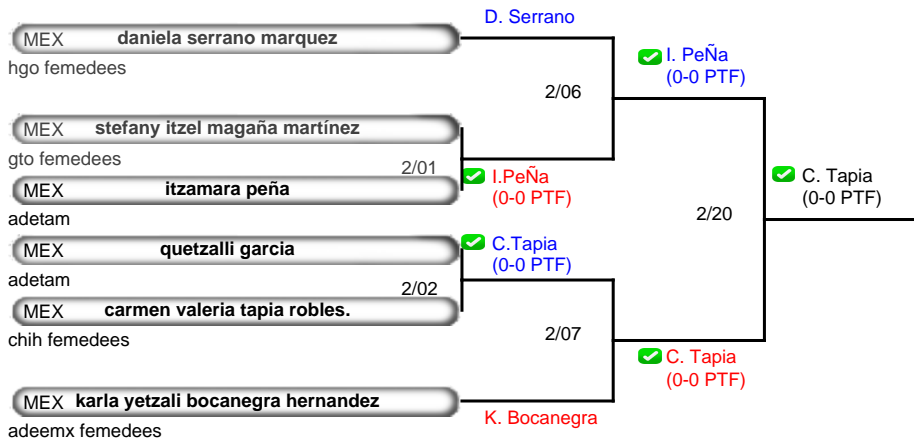 D. Serrano
MEX daniela serrano marquez
hgo femedees
I. PeÑa
(0-0 PTF)
2/06
MEX stefany itzel magaña martínez
gto femedees
2/01
I.PeÑa
(0-0 PTF)
MEX itzamara peña
adetam
C. Tapia
(0-0 PTF)
2/20
MEX quetzalli garcia
adetam
C.Tapia
(0-0 PTF)
2/02
MEX carmen valeria tapia robles.
chih femedees
2/07
C. Tapia
(0-0 PTF)
MEX karla yetzali bocanegra hernandez
K. Bocanegra
adeemx femedees